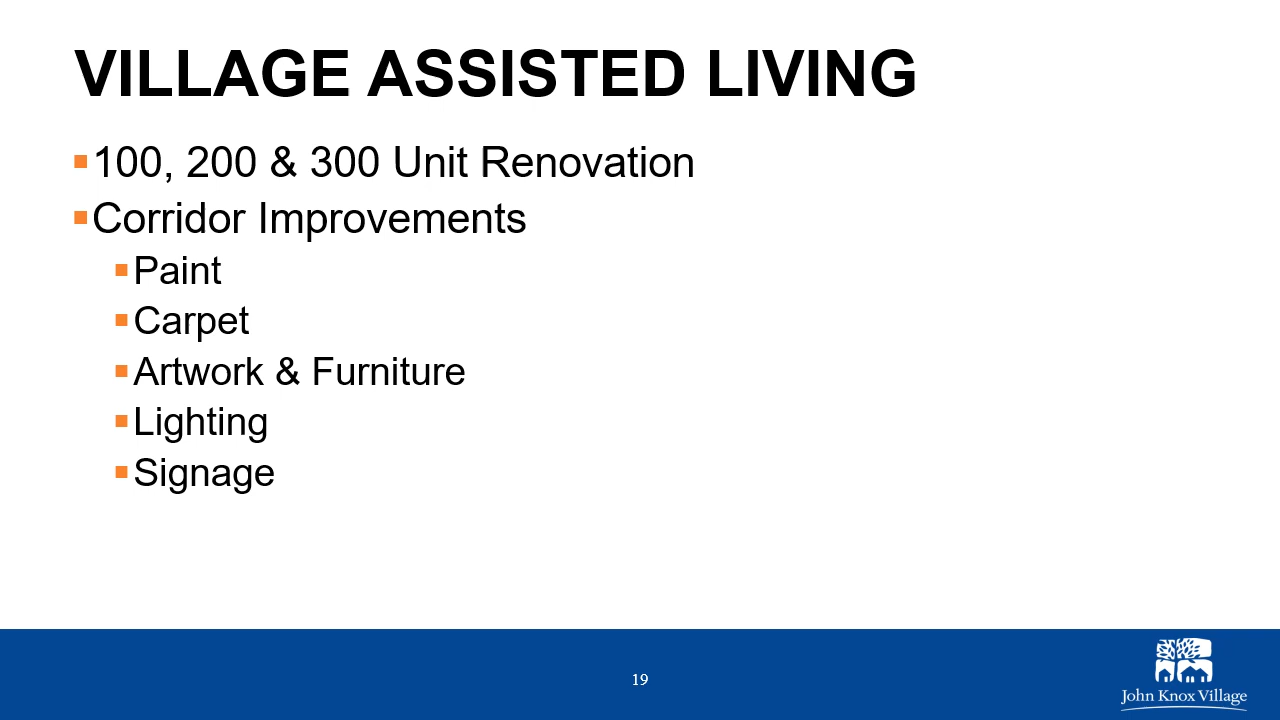 VILLAGE ASSISTED LIVING
100, 200 & 300 Unit Renovation
Corridor Improvements
Paint
Carpet
Artwork & Furniture
Lighting
Signage
19
John Knox Village